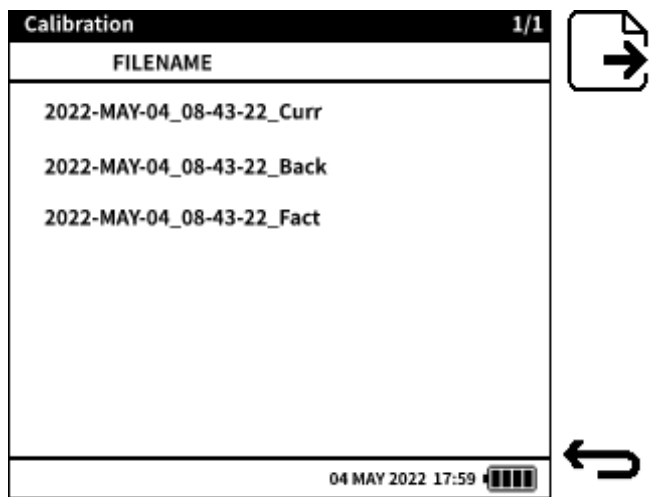 Calibration 1/1
FILENAME
2022-MAY-04_08-43-22_Curr
2022-MAY-04_08-43-22_Back
2022-MAY-04_08-43-22_Fact
04 MAY 2022 17:59